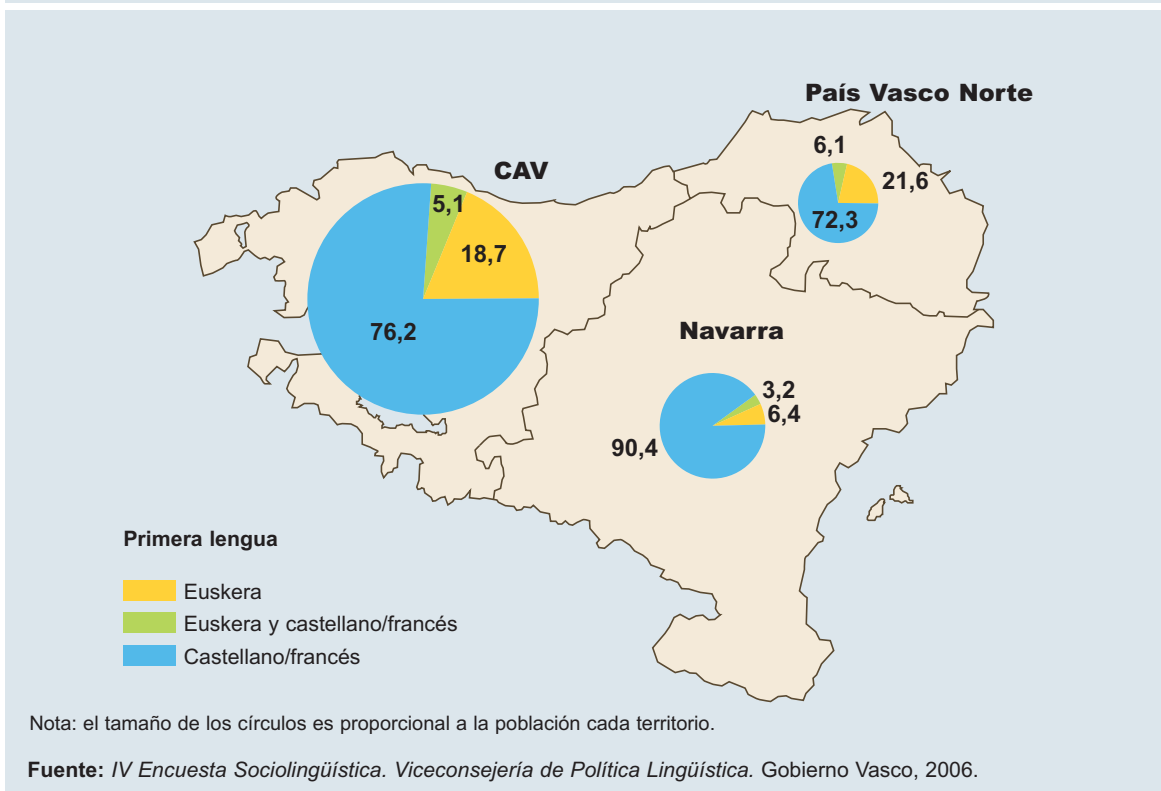 País Vasco Norte
6,1
21,6
72,3
CAV
5,1
18,7
76,2
Navarra
3,2
6,4
90,4
Primera lengua
Euskera
Euskera y castellano/francés
Castellano/francés
Nota: el tamaño de los círculos es proporcional a la población cada territorio.
Fuente: IV Encuesta Sociolingüística. Viceconsejería de Política Lingüística. Gobierno Vasco, 2006.